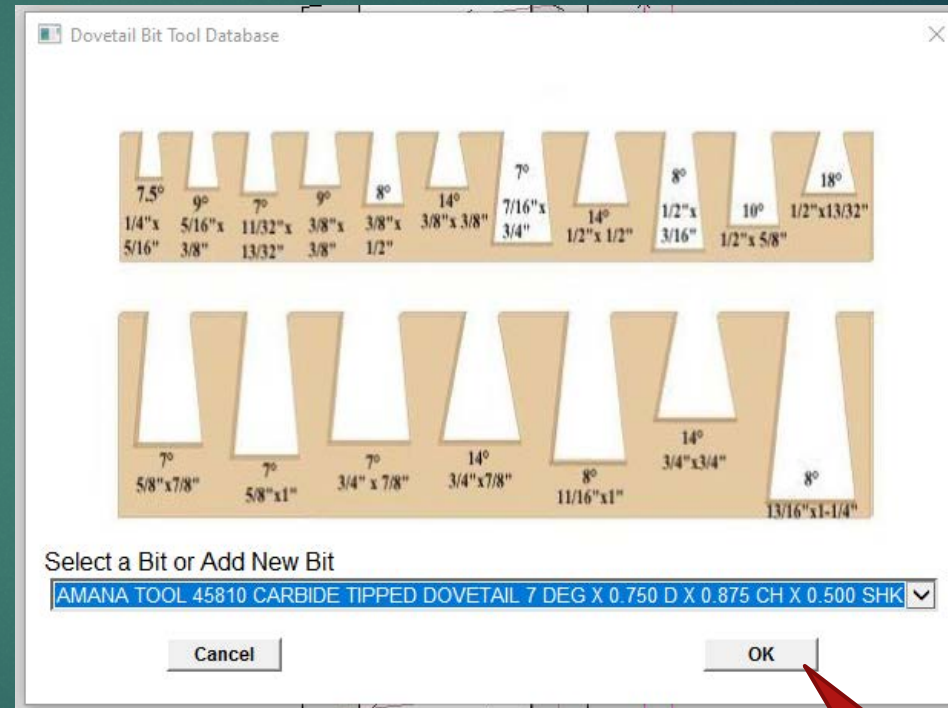 Dovetail Bit Tool Database
7.5° 9° 7° 9° 8° 14° 7° 14° 8° 10° 18°
1/4"x 5/16"x 11/32"x 3/8"x 3/8"x 3/8"x 3/8" 7/16"x 1/2"x 1/2" 1/2"x 1/2"x 5/8" 1/2"x13/32"
5/16" 3/8" 13/32" 3/8" 1/2" 3/4" 3/16"
7° 7° 7° 14° 8° 14° 8°
5/8"x7/8" 5/8"x1" 3/4" x 7/8" 3/4"x7/8" 11/16"x1" 3/4"x3/4" 13/16"x1-1/4"
Select a Bit or Add New Bit
AMANA TOOL 45810 CARBIDE TIPPED DOVETAIL 7 DEG X 0.750 D X 0.875 CH X 0.500 SHK
Cancel OK